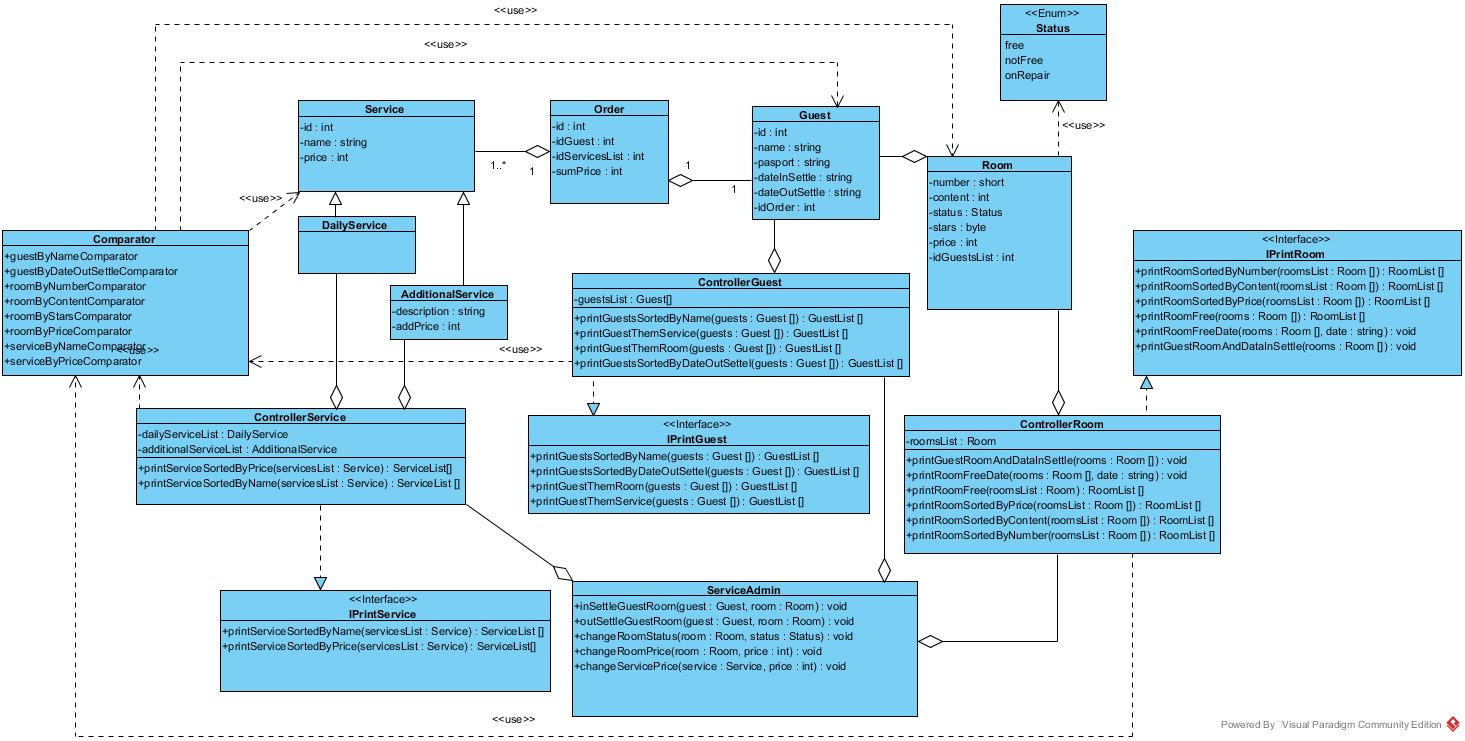 <<use>>
<<use>>
<<Enum>>
Status
free
notFree
onRepair
<<use>>
Service
-id : int
-name : string
-price : int
1..*
1
Order
-id : int
-idGuest : int
-idServicesList : int
-sumPrice : int
1
1
Guest
-id : int
-name : string
-pasport : string
-dateInSettle : string
-dateOutSettle : string
-idOrder : int
Room
-number : short
-content : int
-status : Status
-stars : byte
-price : int
-idGuestsList : int
<<use>>
DailyService
AdditionalService
-description : string
-addPrice : int
Comparator
+guestByNameComparator
+guestByDateOutSettleComparator
+roomByNumberComparator
+roomByContentComparator
+roomByStarsComparator
+roomByPriceComparator
+serviceByNameComparator
<<use>>
+serviceByPriceComparator
<<use>>
ControllerGuest
-guestsList : Guest[]
+printGuestsSortedByName(guests : Guest []) : GuestList []
+printGuestThemService(guests : Guest []) : GuestList []
+printGuestThemRoom(guests : Guest []) : GuestList []
+printGuestsSortedByDateOutSettel(guests : Guest []) : GuestList []
<<Interface>>
IPrintRoom
+printRoomSortedByNumber(roomsList : Room []) : RoomList []
+printRoomSortedByContent(roomsList : Room []) : RoomList []
+printRoomSortedByPrice(roomsList : Room []) : RoomList []
+printRoomFree(rooms : Room []) : RoomList []
+printRoomFreeDate(rooms : Room [], date : string) : void
+printGuestRoomAndDataInSettle(rooms : Room []) : void
ControllerService
-dailyServiceList : DailyService
-additionalServiceList : AdditionalService
+printServiceSortedByPrice(servicesList : Service) : ServiceList[]
+printServiceSortedByName(servicesList : Service) : ServiceList []
<<Interface>>
IPrintGuest
+printGuestsSortedByName(guests : Guest []) : GuestList []
+printGuestsSortedByDateOutSettel(guests : Guest []) : GuestList []
+printGuestThemRoom(guests : Guest []) : GuestList []
+printGuestThemService(guests : Guest []) : GuestList []
ControllerRoom
-roomsList : Room
+printGuestRoomAndDataInSettle(rooms : Room []) : void
+printRoomFreeDate(rooms : Room [], date : string) : void
+printRoomFree(roomsList : Room) : RoomList []
+printRoomSortedByPrice(roomsList : Room []) : RoomList []
+printRoomSortedByContent(roomsList : Room []) : RoomList []
+printRoomSortedByNumber(roomsList : Room []) : RoomList []
<<Interface>>
IPrintService
+printServiceSortedByName(servicesList : Service) : ServiceList []
+printServiceSortedByPrice(servicesList : Service) : ServiceList[]
ServiceAdmin
+inSettleGuestRoom(guest : Guest, room : Room) : void
+outSettleGuestRoom(guest : Guest, room : Room) : void
+changeRoomStatus(room : Room, status : Status) : void
+changeRoomPrice(room : Room, price : int) : void
+changeServicePrice(service : Service, price : int) : void
<<use>>
Powered By Visual Paradigm Community Edition